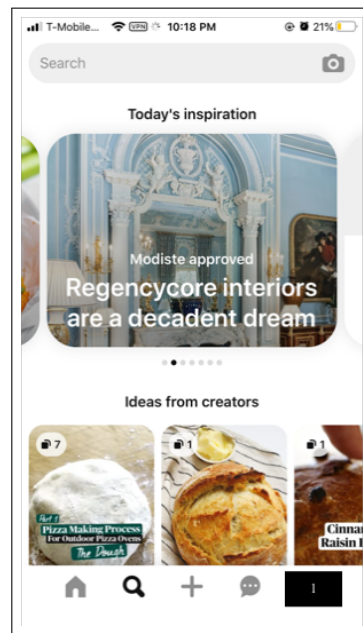 T-Mobile... VPN 10:18 PM 21%
Search
Today's inspiration
Modiste approved
Regencycore interiors
are a decadent dream
Ideas from creators
7
1
1
Part 1
Pizza Making Process
For Outdoor Pizza Ovens
The Dough
Cinna
Raisin
1